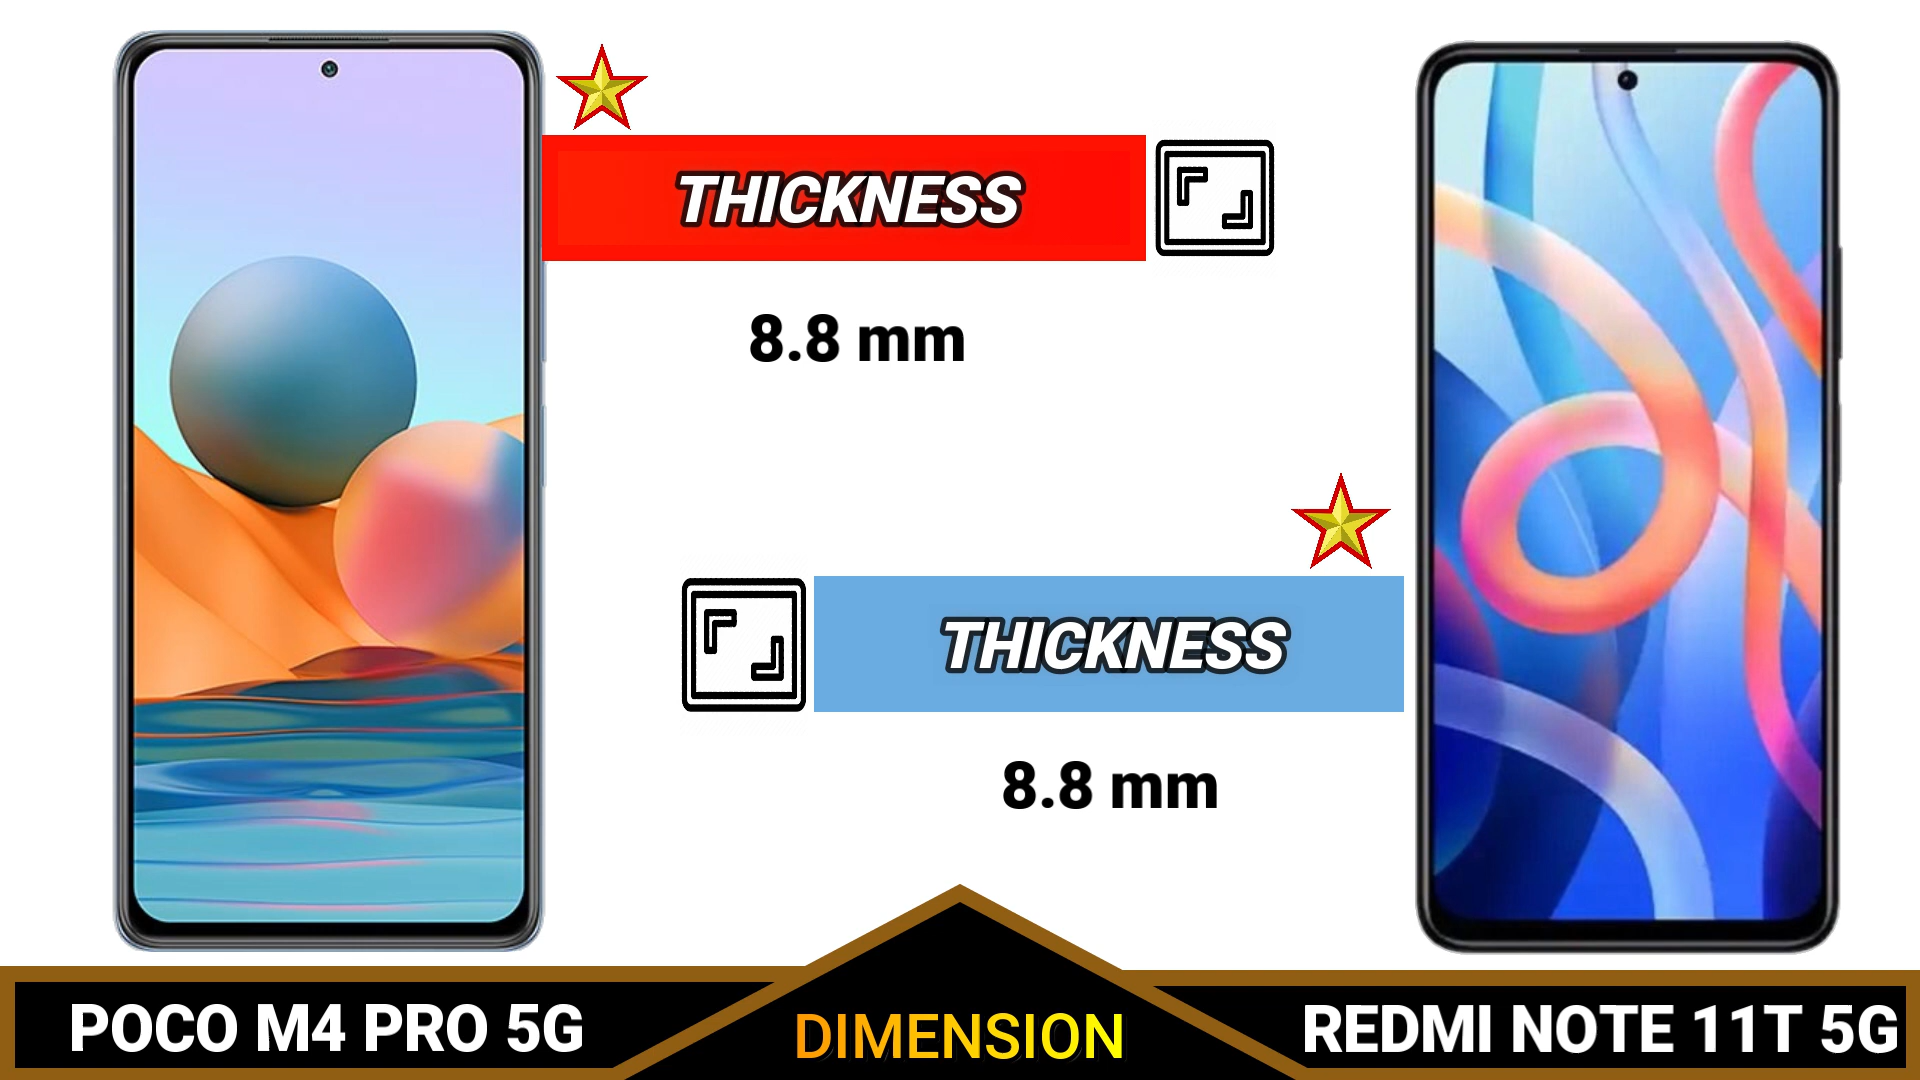 THICKNESS
8.8 mm
THICKNESS
8.8 mm
POCO M4 PRO 5G
DIMENSION
REDMI NOTE 11T 5G